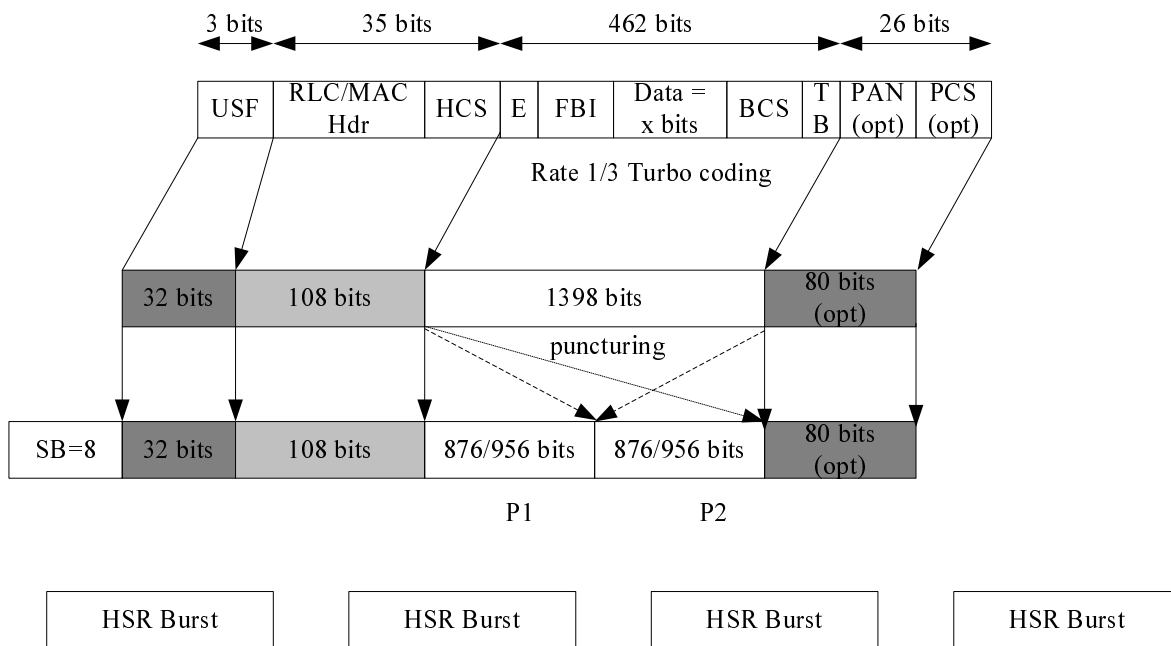 3 bits 35 bits 462 bits 26 bits
USF RLC/MAC Hdr HCS E FBI Data = x bits BCS T B PAN (opt) PCS (opt)
Rate 1/3 Turbo coding
32 bits 108 bits 1398 bits 80 bits (opt)
puncturing
SB=8 32 bits 108 bits 876/956 bits 876/956 bits 80 bits (opt)
P1 P2
HSR Burst HSR Burst HSR Burst HSR Burst